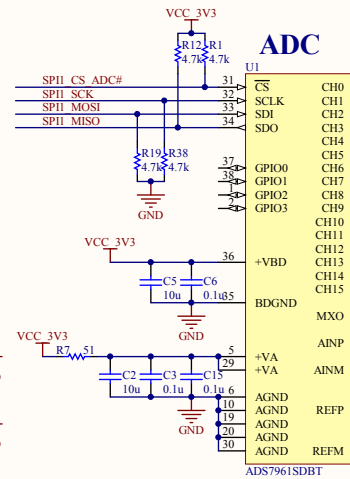 VCC_3V3
ADC
R12 R1
4.7k 4.7k
U1
SPI1_CS_ADC# 31 CS CH0
SPI1_SCK 32 SCLK CH1
SPI1_MOSI 33 SDI CH2
SPI1_MISO 34 SDO CH3
CH4
CH5
R19 R38
4.7k 4.7k
37 GPIO0 CH6
38 GPIO1 CH7
1 GPIO2 CH8
2 GPIO3 CH9
GND
CH10
CH11
VCC_3V3
CH12
36 +VBD CH13
CH14
C5 C6
CH15
10u 0.1u
35 BDGND
MXO
GND
VCC_3V3
AINP
R7 51
5 +VA
29 +VA AINM
C2 C3 C15
10u 0.1u 0.1u
6 AGND
10 AGND REFP
19 AGND
GND
20 AGND
30 AGND REFM
ADS7961SDBT